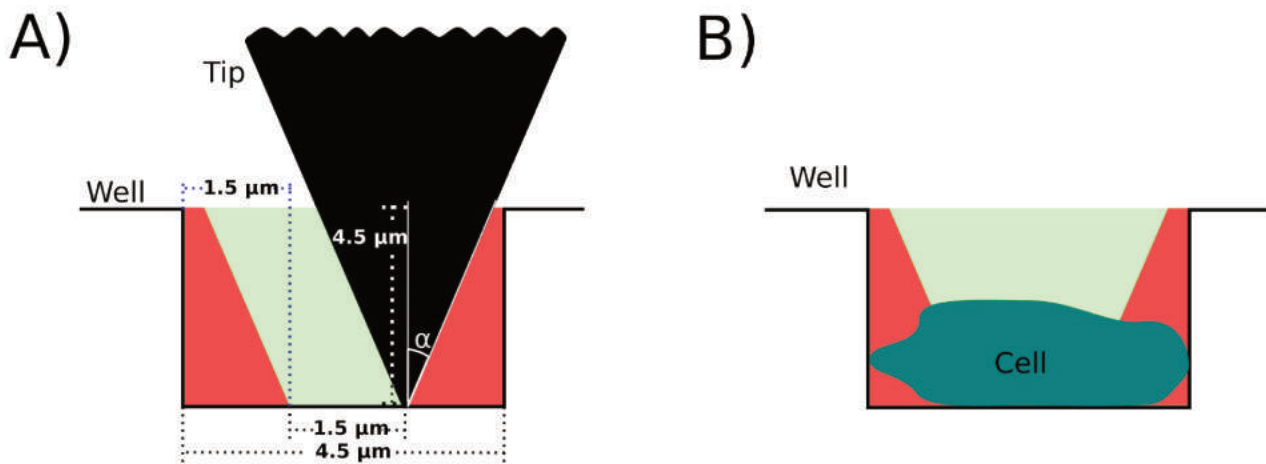 A)
Tip
Well
1.5 μm
4.5 μm
α
1.5 μm
4.5 μm
B)
Well
Cell